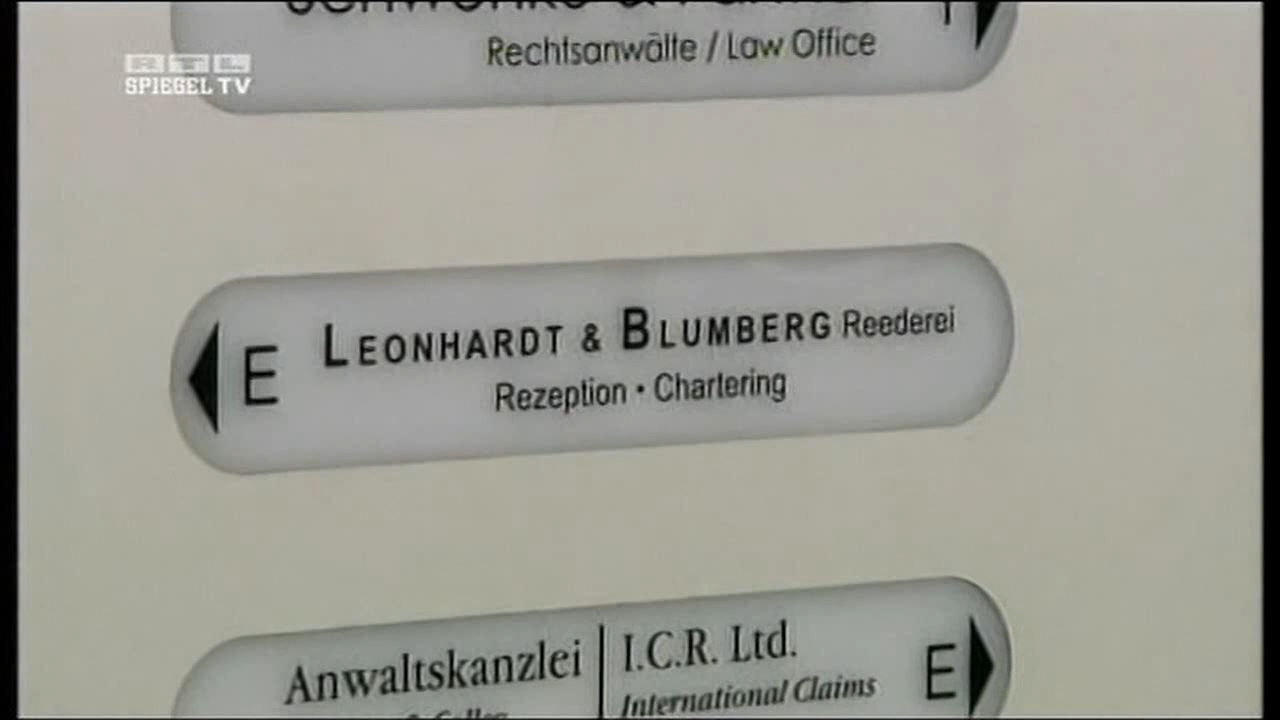 RTL
SPIEGEL TV
Rechtsanwälte / Law Office
E LEONHARDT & BLUMBERG Reederei
Rezeption • Chartering
Anwaltskanzlei I.C.R. Ltd. E
International Claims